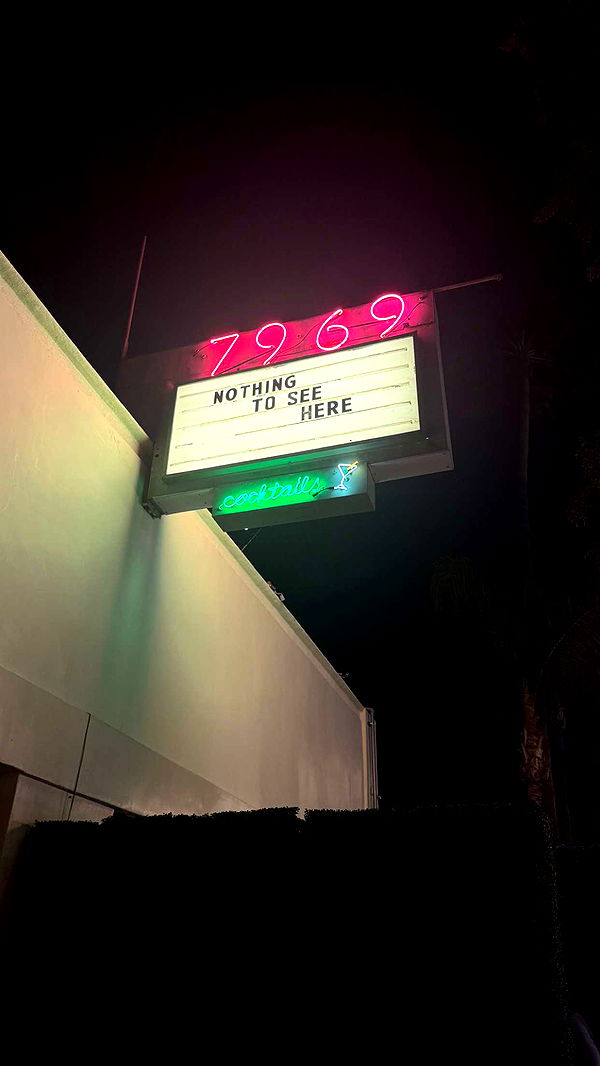 7969
NOTHING
TO SEE
HERE
cocktails